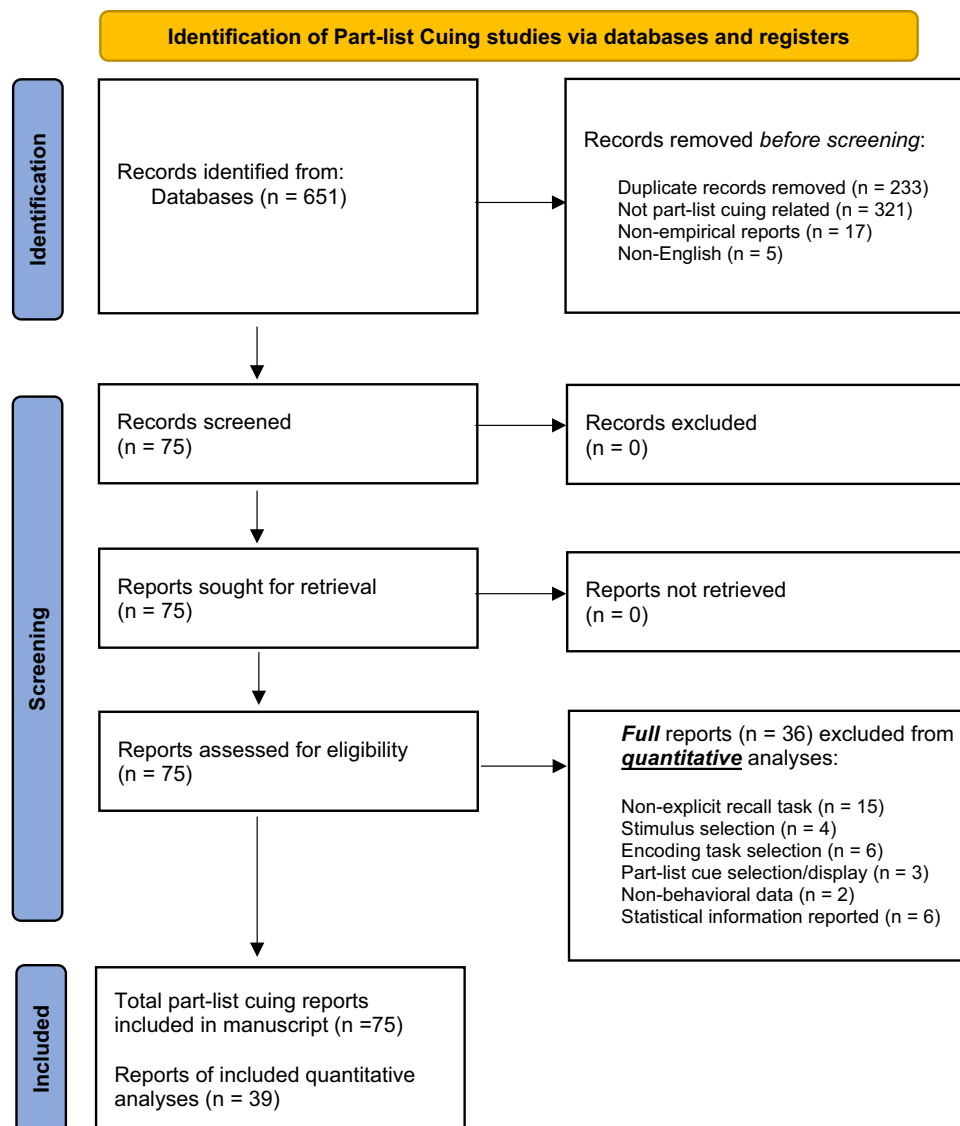 Identification of Part-list Cuing studies via databases and registers
Identification
Records identified from:
Databases (n = 651)
Records removed before screening:
Duplicate records removed (n = 233)
Not part-list cuing related (n = 321)
Non-empirical reports (n = 17)
Non-English (n = 5)
Screening
Records screened
(n = 75)
Records excluded
(n = 0)
Reports sought for retrieval
(n = 75)
Reports not retrieved
(n = 0)
Reports assessed for eligibility
(n = 75)
Full reports (n = 36) excluded from
quantitative analyses:
Non-explicit recall task (n = 15)
Stimulus selection (n = 4)
Encoding task selection (n = 6)
Part-list cue selection/display (n = 3)
Non-behavioral data (n = 2)
Statistical information reported (n = 6)
Included
Total part-list cuing reports
included in manuscript (n =75)
Reports of included quantitative
analyses (n = 39)